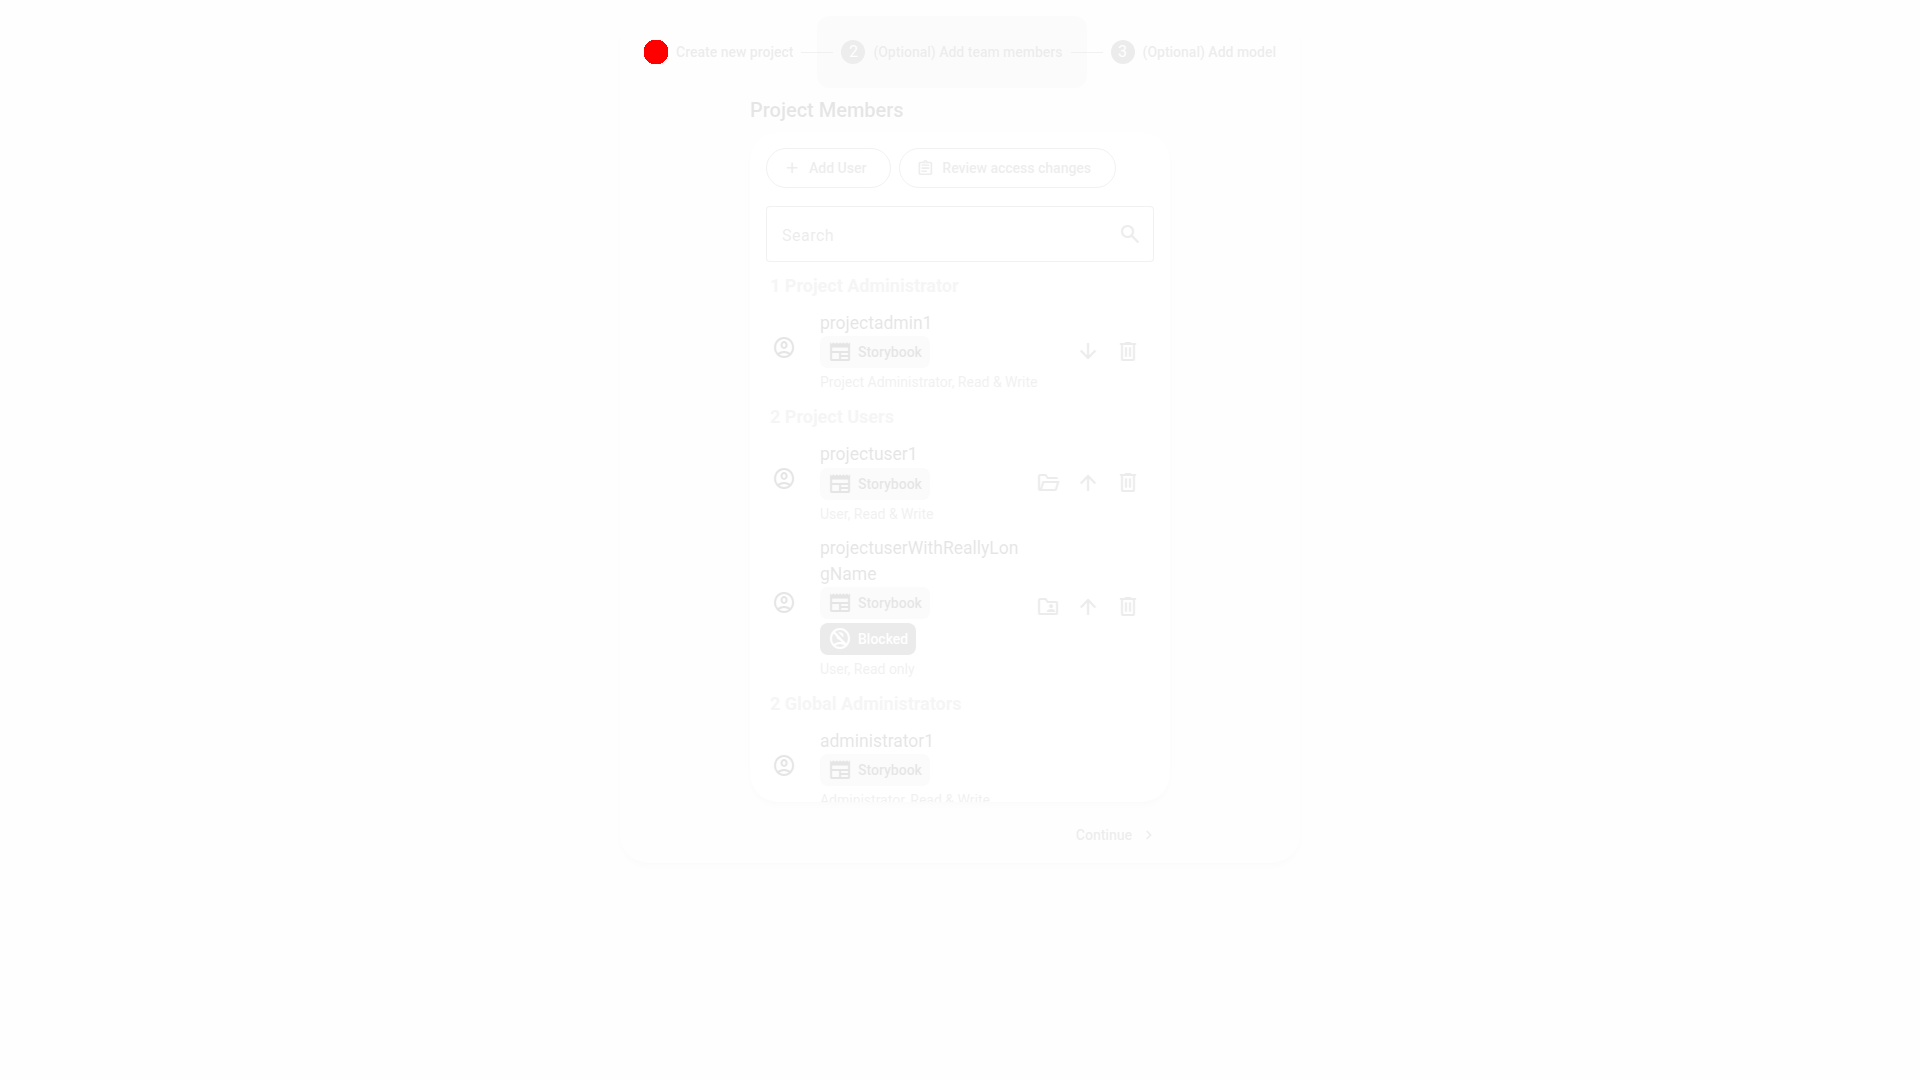 Create new project
2 (Optional) Add team members
3 (Optional) Add model
Project Members
Add User
Review access changes
Search
1 Project Administrator
projectadmin1
Storybook
Project Administrator, Read & Write
2 Project Users
projectuser1
Storybook
User, Read & Write
projectuserWithReallyLon
gName
Storybook
Blocked
User, Read only
2 Global Administrators
administrator1
Storybook
Administrator, Read & Write
Continue